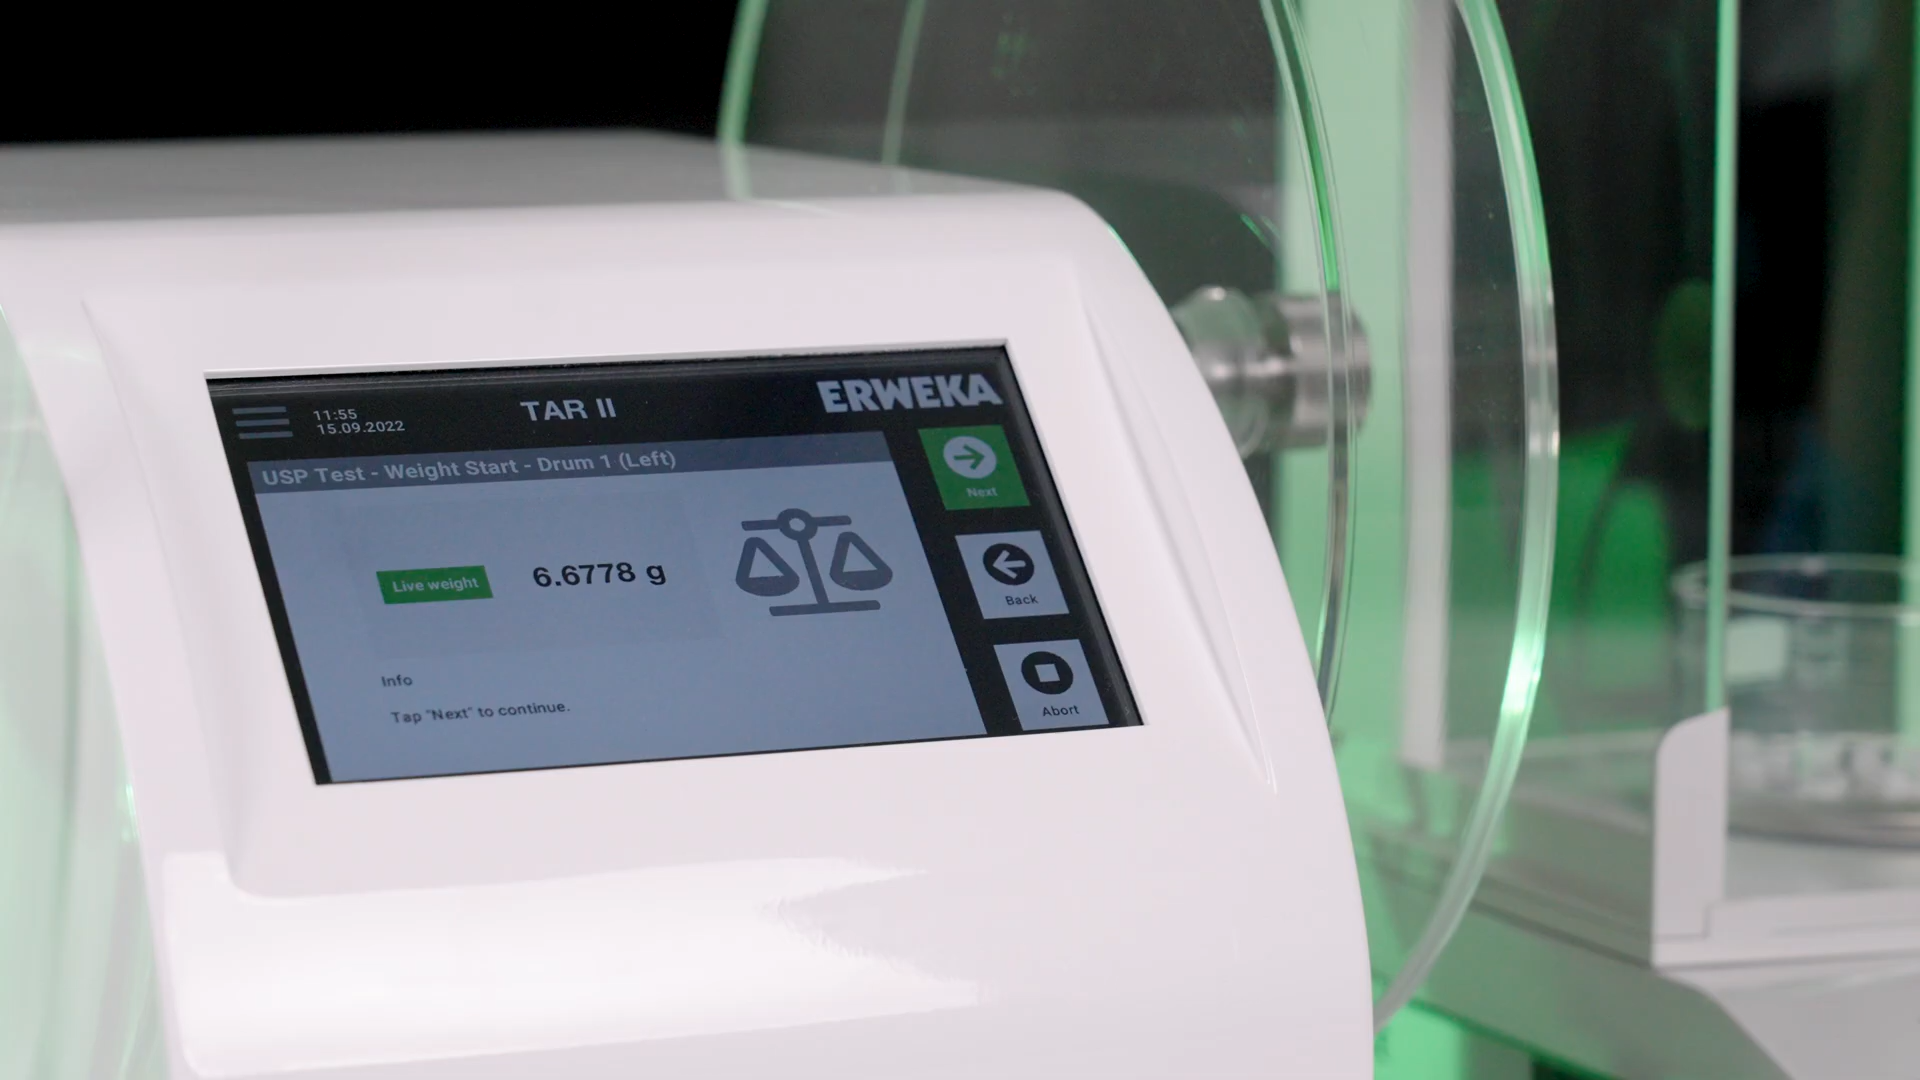 11:55
15.09.2022
TAR II
ERWEKA
USP Test - Weight Start - Drum 1 (Left)
Next
Live weight
6.6778 g
Back
Info
Tap "Next" to continue.
Abort